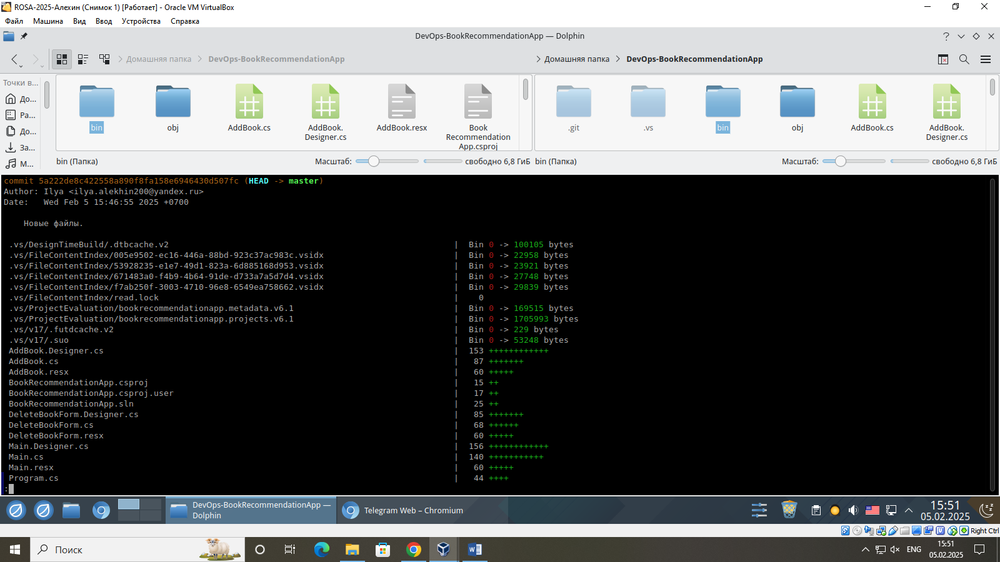 ROSA-2025-Алехин (Снимок 1) [Работает] - Oracle VM VirtualBox
Файл Машина Вид Ввод Устройства Справка
DevOps-BookRecommendationApp — Dolphin
Домашняя папка DevOps-BookRecommendationApp
Домашняя папка DevOps-BookRecommendationApp
Точки в...
До...
Ра...
До...
За...
М...
bin
obj
AddBook.cs
AddBook.
Designer.cs
AddBook.resx
Book
Recommendation
App.csproj
.git
.vs
bin
obj
AddBook.cs
AddBook.
Designer.cs
bin (Папка) Масштаб: свободно 6,8 ГиБ
bin (Папка) Масштаб: свободно 6,8 ГиБ
commit 5a222de8c422558a890f8fa158e6946430d507fc (HEAD -> master)
Author: Ilya <ilya.alekhin200@yandex.ru>
Date:   Wed Feb 5 15:46:55 2025 +0700
Новые файлы.
.vs/DesignTimeBuild/.dtbcache.v2 | Bin 0 -> 100105 bytes
.vs/FileContentIndex/005e9502-ec16-446a-88bd-923c37ac983c.vsidx | Bin 0 -> 22958 bytes
.vs/FileContentIndex/53928235-e1e7-49d1-823a-6d885168d953.vsidx | Bin 0 -> 23921 bytes
.vs/FileContentIndex/671483a0-f4b9-4b64-91de-d733a7a5d7d4.vsidx | Bin 0 -> 27748 bytes
.vs/FileContentIndex/f7ab250f-3003-4710-96e8-6549ea758662.vsidx | Bin 0 -> 29839 bytes
.vs/FileContentIndex/read.lock | 0
.vs/ProjectEvaluation/bookrecommendationapp.metadata.v6.1 | Bin 0 -> 169515 bytes
.vs/ProjectEvaluation/bookrecommendationapp.projects.v6.1 | Bin 0 -> 1705993 bytes
.vs/v17/.futdcache.v2 | Bin 0 -> 229 bytes
.vs/v17/.suo | Bin 0 -> 53248 bytes
AddBook.Designer.cs | 153 ++++++++++++
AddBook.cs | 87 +++++++
AddBook.resx | 60 +++++
BookRecommendationApp.csproj | 15 ++
BookRecommendationApp.csproj.user | 17 ++
BookRecommendationApp.sln | 25 ++
DeleteBookForm.Designer.cs | 85 +++++++
DeleteBookForm.cs | 68 ++++++
DeleteBookForm.resx | 60 +++++
Main.Designer.cs | 156 ++++++++++++
Main.cs | 140 +++++++++++
Main.resx | 60 +++++
Program.cs | 44 ++++
:
DevOps-BookRecommendationApp —
Dolphin
Telegram Web – Chromium
15:51
05.02.2025
Right Ctrl
Поиск
ENG
15:51
05.02.2025